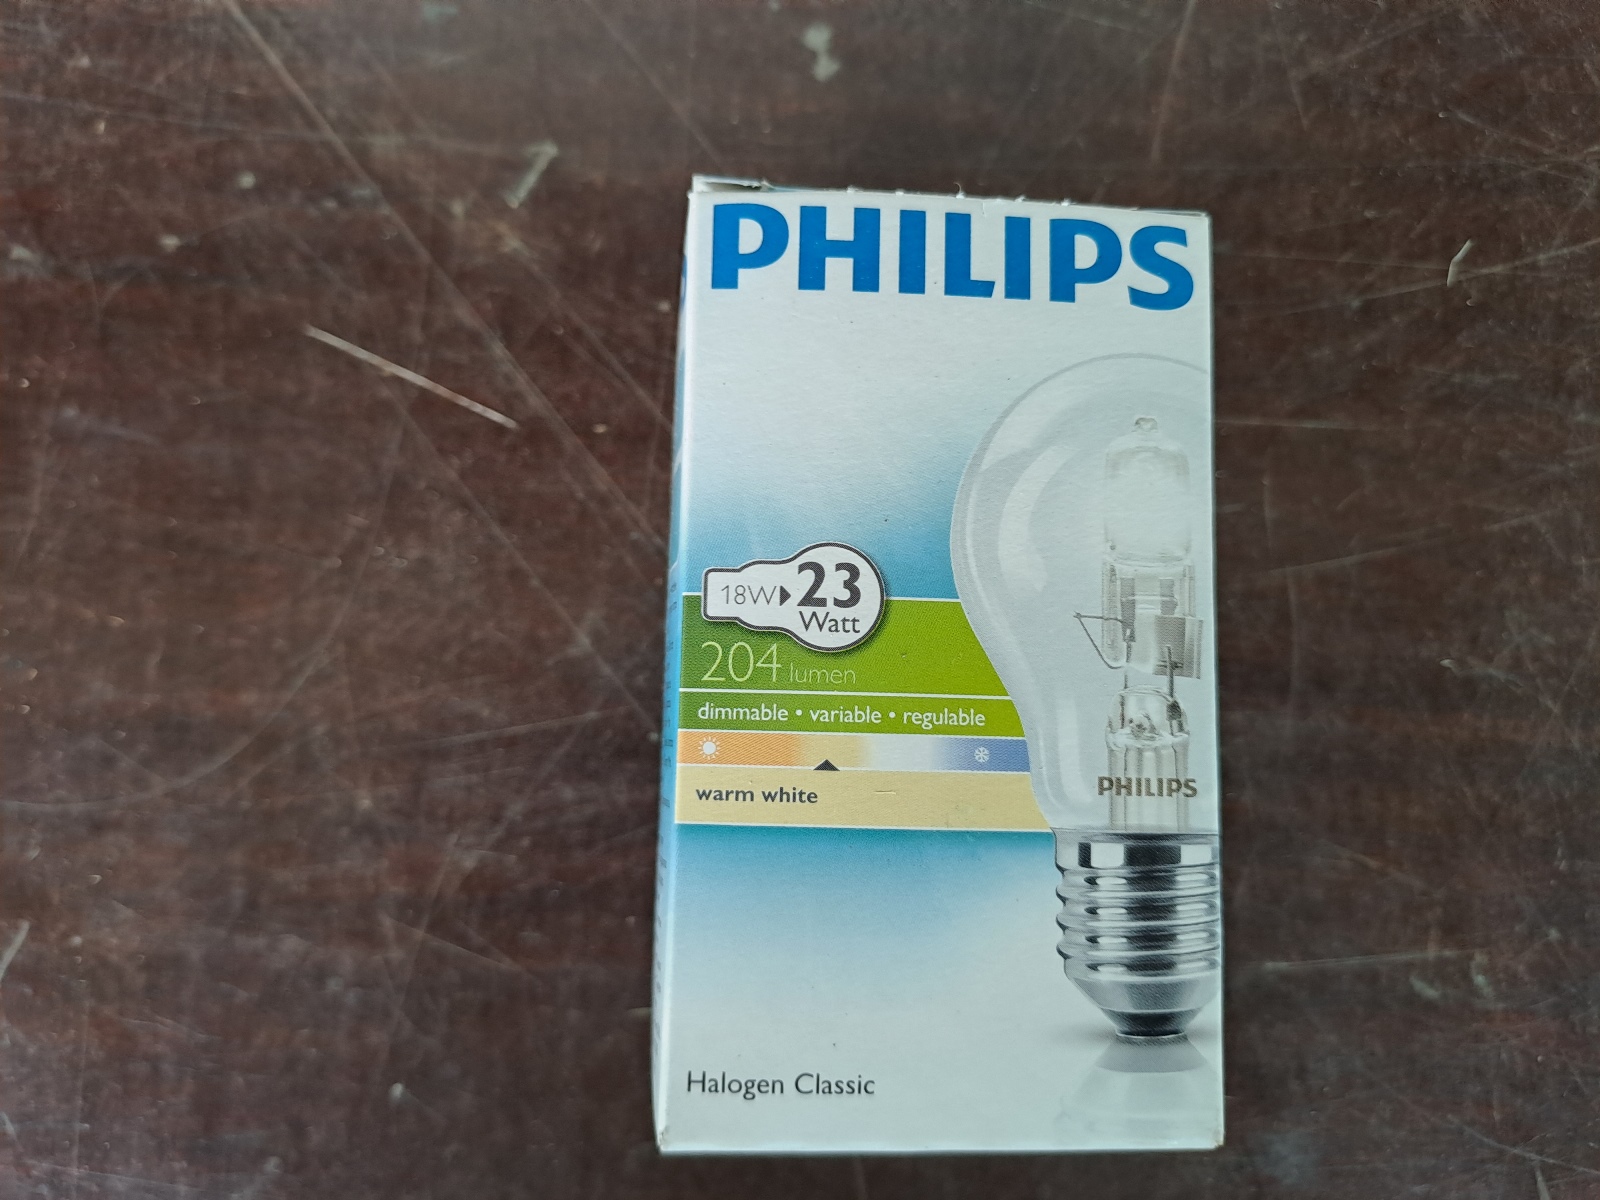 PHILIPS
18W 23
Watt
204 lumen
dimmable • variable • regulable
warm white
PHILIPS
Halogen Classic